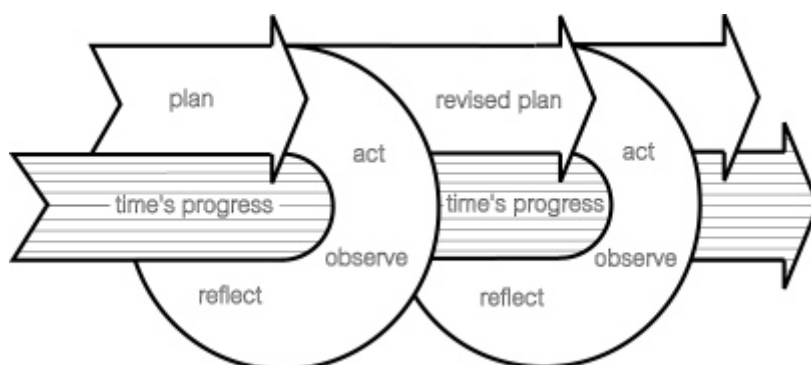 plan
act
time's progress
observe
reflect
revised plan
act
time's progress
observe
reflect